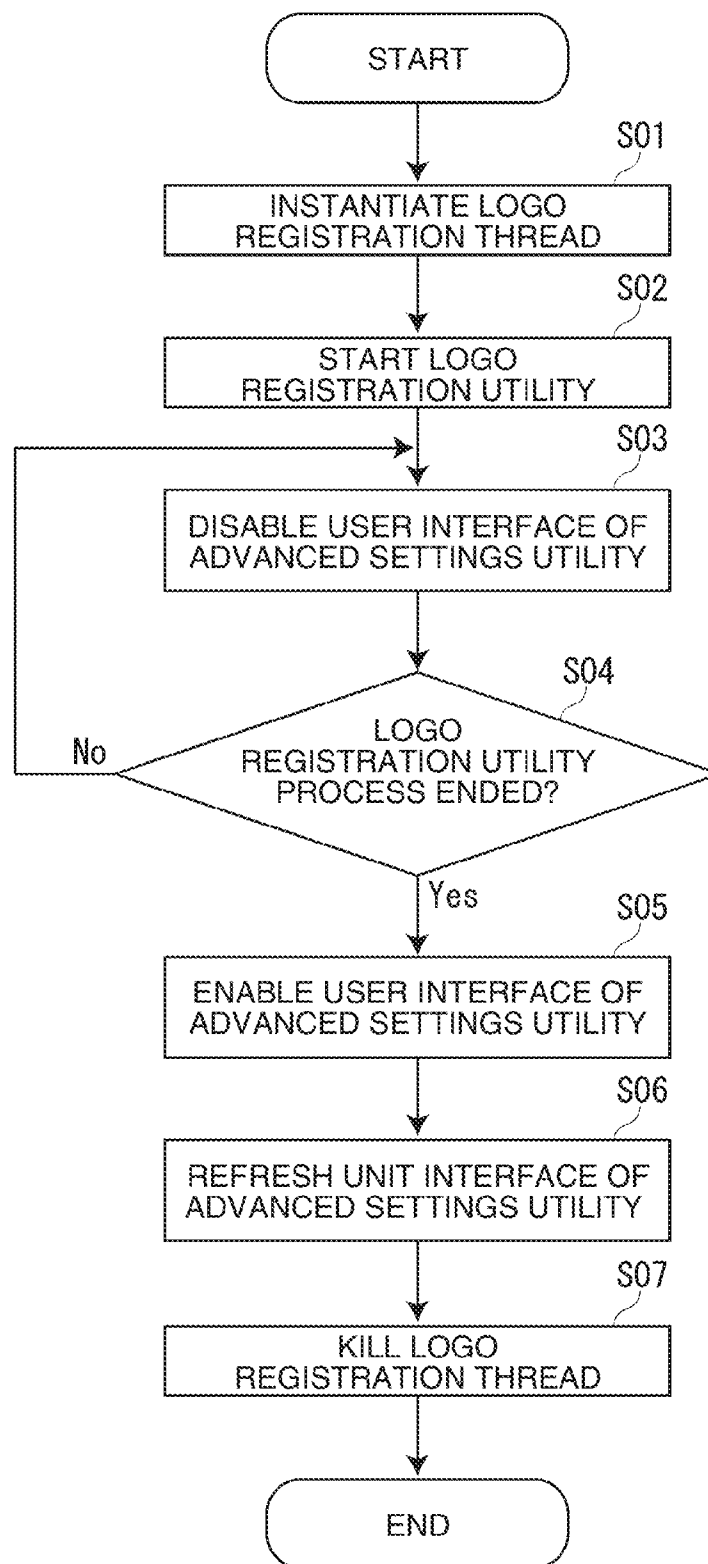 START
S01
INSTANTIATE LOGO
REGISTRATION THREAD
S02
START LOGO
REGISTRATION UTILITY
S03
DISABLE USER INTERFACE OF
ADVANCED SETTINGS UTILITY
S04
LOGO
REGISTRATION UTILITY
PROCESS ENDED?
No
Yes
S05
ENABLE USER INTERFACE OF
ADVANCED SETTINGS UTILITY
S06
REFRESH UNIT INTERFACE OF
ADVANCED SETTINGS UTILITY
S07
KILL LOGO
REGISTRATION THREAD
END